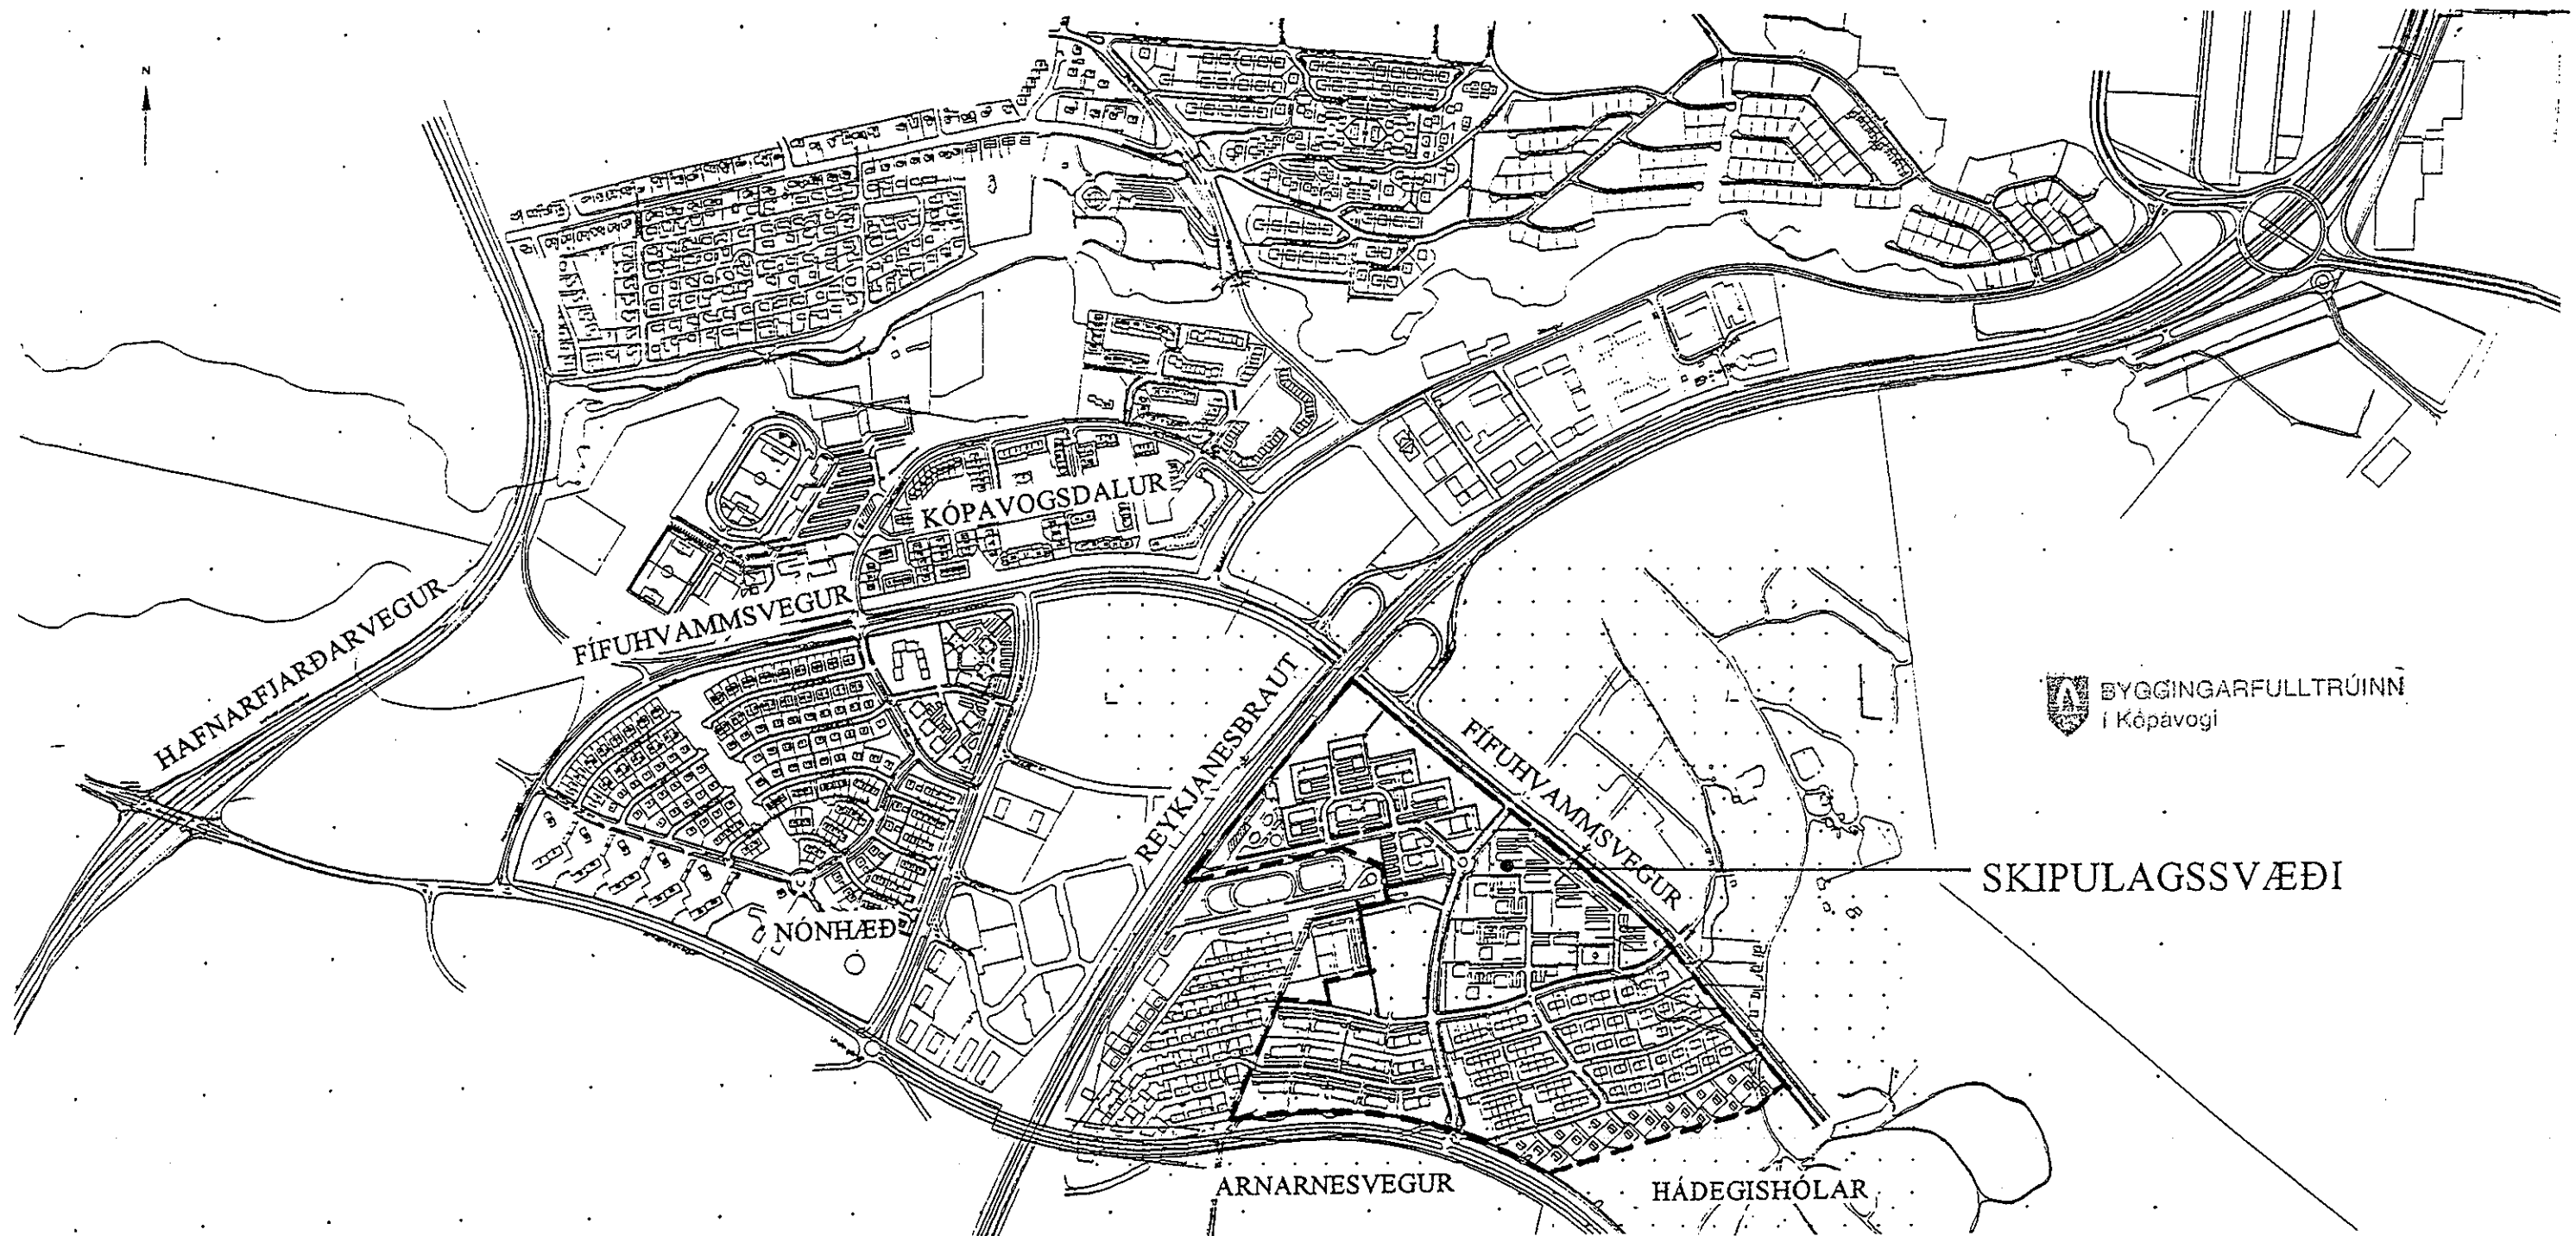 N
KÓPAVOGSDALUR
HAFNARFJARÐARVEGUR
FÍFUHVAMMSVEGUR
REYKJANESBRAUT
FÍFUHVAMMSVEGUR
BYGGINGARFULLTRÚINN
í Kópavogi
SKIPULAGSSVÆÐI
NÓNHÆÐ
ARNARNESVEGUR
HÁDEGISHÓLAR